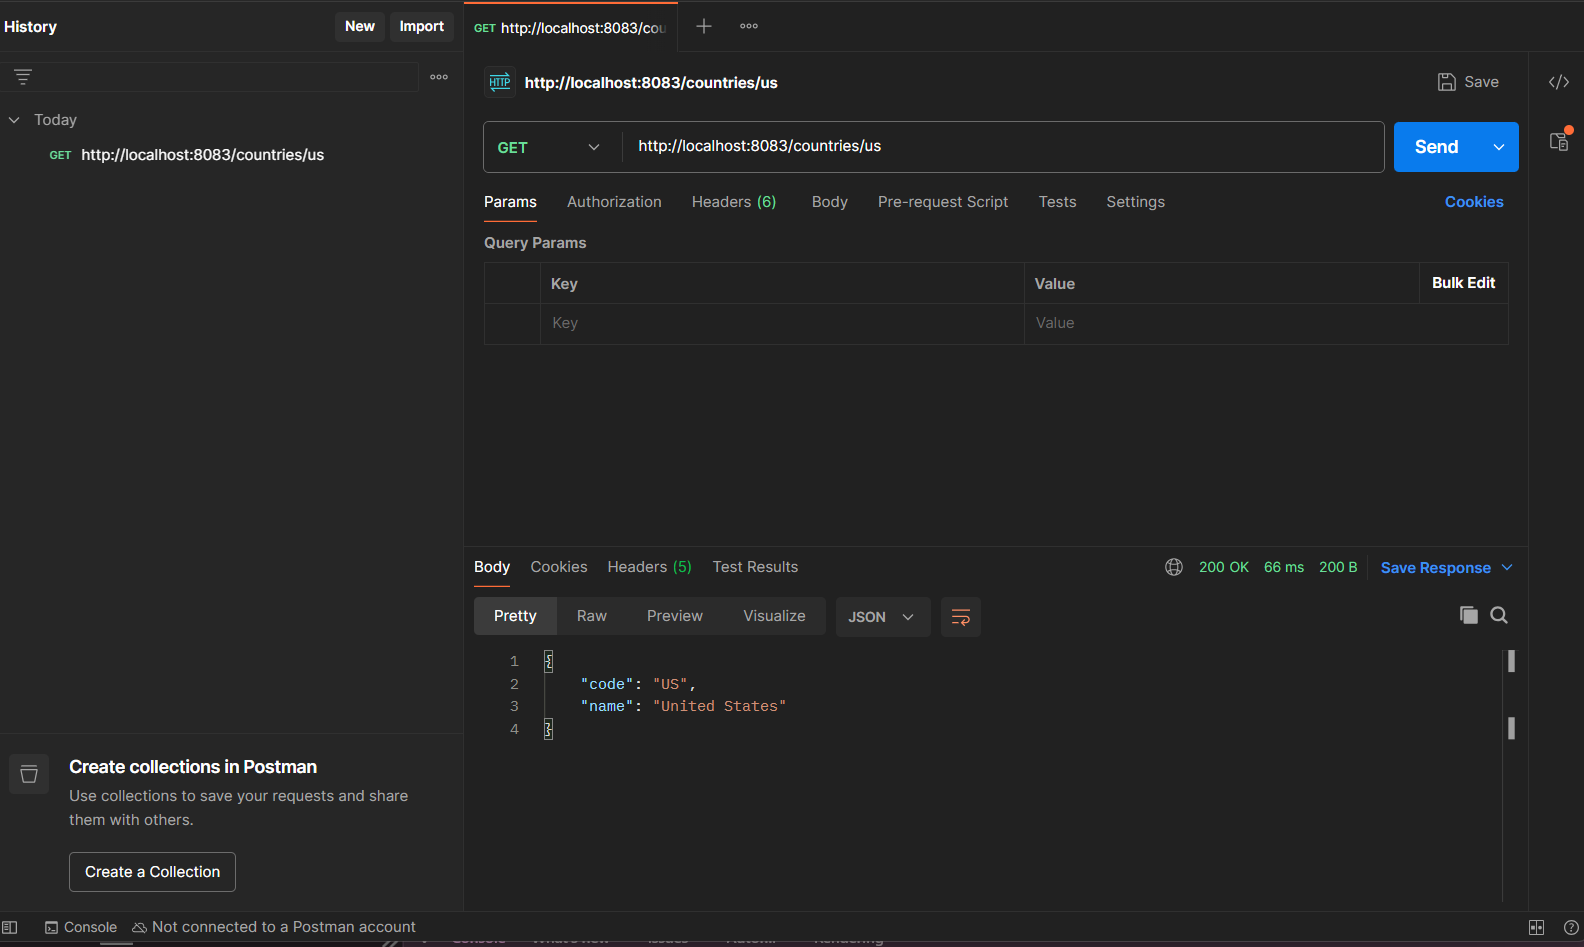 History
New
Import
Today
GET http://localhost:8083/countries/us
Create collections in Postman
Use collections to save your requests and share
them with others.
Create a Collection
GET http://localhost:8083/cou
HTTP http://localhost:8083/countries/us
Save
GET http://localhost:8083/countries/us
Send
Params Authorization Headers (6) Body Pre-request Script Tests Settings Cookies
Query Params
Key Value Bulk Edit
Key Value
Body Cookies Headers (5) Test Results 200 OK 66 ms 200 B Save Response
Pretty Raw Preview Visualize JSON
1 {
2 "code": "US",
3 "name": "United States"
4 }
Console Not connected to a Postman account